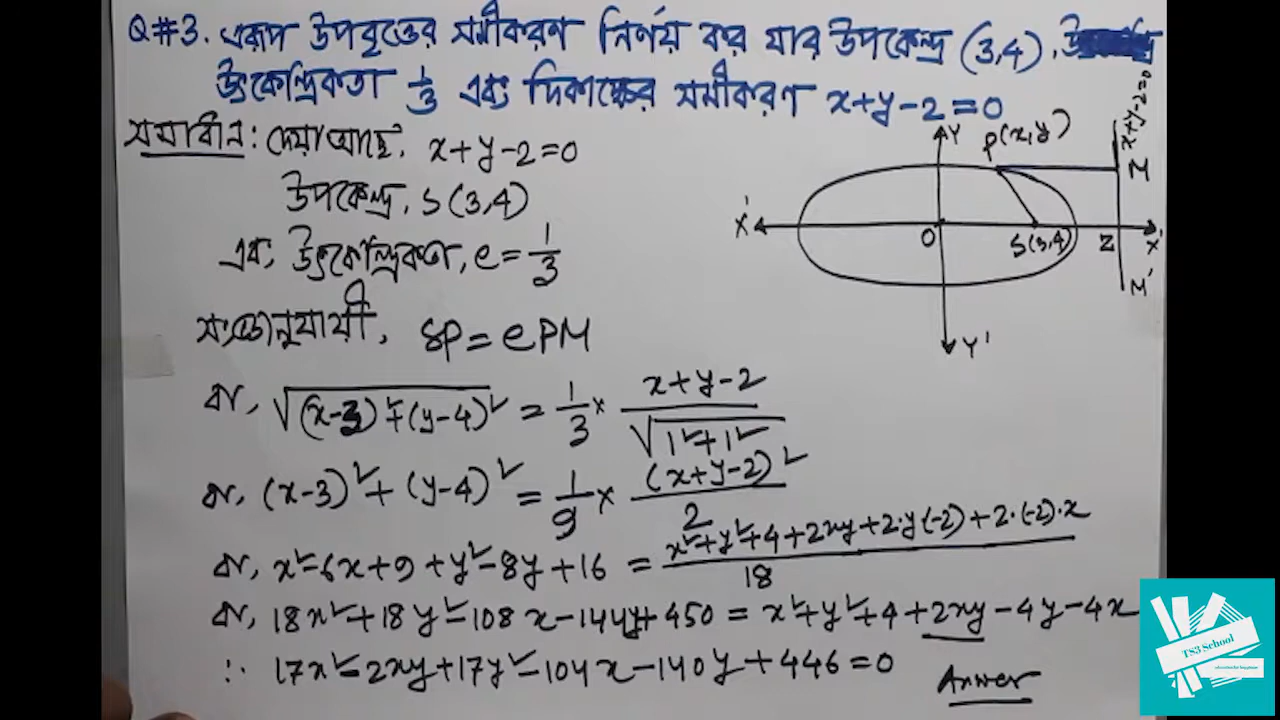 Q#3. একটি উপবৃত্তের সমীকরণ নির্ণয় কর যার উপকেন্দ্র (3,4),
উৎকেন্দ্রিকতা 1/3 এবং দিকাক্ষের সমীকরণ x+y-2=0
সমাধান: দেয়া আছে, x+y-2=0
উপকেন্দ্র, S(3,4)
এবং উৎকেন্দ্রিকতা, e = 1/3
সংজ্ঞানুযায়ী, SP = ePM
বা, √((x-3)²+(y-4)²) = 1/3 × (x+y-2)/√(1²+1²)
বা, (x-3)² + (y-4)² = 1/9 × (x+y-2)²/2
বা, x²-6x+9+y²-8y+16 = (x²+y²+4+2xy+2·y(-2)+2·(-2)·x)/18
বা, 18x²+18y²-108x-144y+450 = x²+y²+4+2xy-4y-4x
∴ 17x²-2xy+17y²-104x-140y+446=0 Answer
Y
P(x,y)
x+y-2=0
M
X'
O
S(3,4)
Z
X
M'
Y'
TS3 School